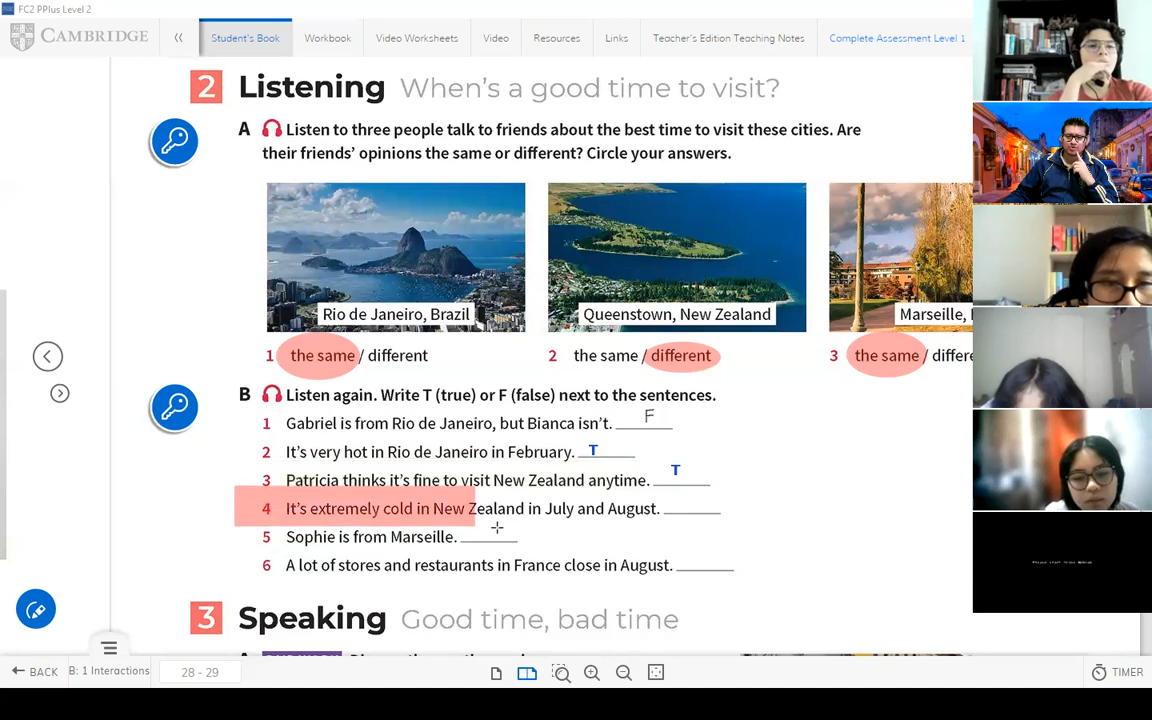 FC2 PPlus Level 2
CAMBRIDGE
Student's Book
Workbook
Video Worksheets
Video
Resources
Links
Teacher's Edition Teaching Notes
Complete Assessment Level 1
2 Listening When's a good time to visit?
A Listen to three people talk to friends about the best time to visit these cities. Are
their friends' opinions the same or different? Circle your answers.
Rio de Janeiro, Brazil
Queenstown, New Zealand
Marseille,
1 the same / different
2 the same / different
3 the same / differe
B Listen again. Write T (true) or F (false) next to the sentences.
1 Gabriel is from Rio de Janeiro, but Bianca isn't. F
2 It's very hot in Rio de Janeiro in February. T
3 Patricia thinks it's fine to visit New Zealand anytime. T
4 It's extremely cold in New Zealand in July and August.
5 Sophie is from Marseille.
6 A lot of stores and restaurants in France close in August.
3 Speaking Good time, bad time
BACK
B: 1 Interactions
28 - 29
TIMER